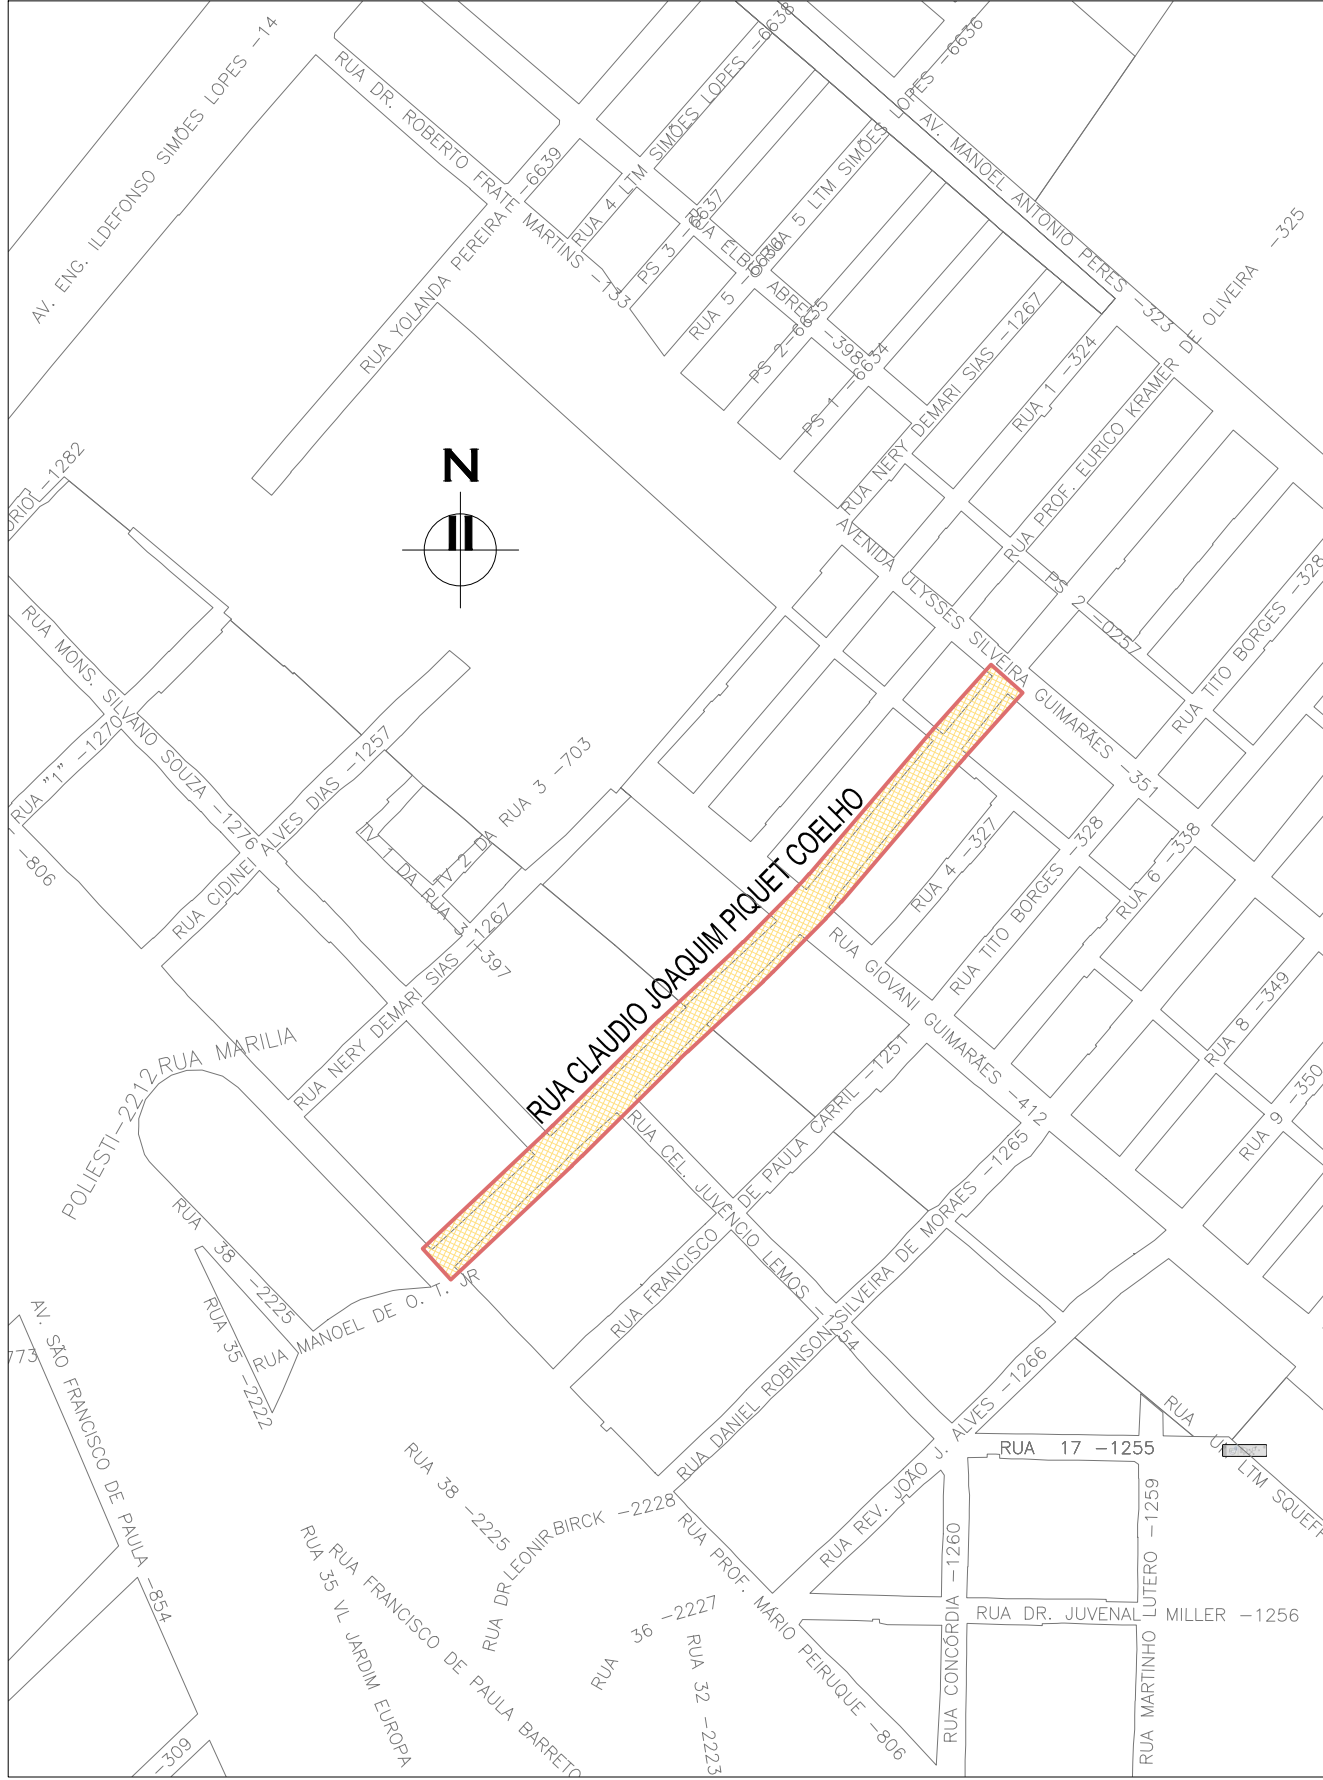 AV. ENG. ILDEFONSO SIMÕES LOPES -14
RUA DR. ROBERTO FRATE MARTINS -133
RUA YOLANDA PEREIRA -6639
RUA 4 LTM SIMÕES LOPES -6638
PS 3 -6637
RUA 5 LTM SIMÕES LOPES -6636
RUA 5 -6636
PS 2-6635
PS 1 -6634
AV. MANOEL ANTONIO PERES -323
-325
RUA PROF. EURICO KRAMER DE OLIVEIRA
RUA NERY DEMARI SIAS -1267
RUA 1 -324
N
-1282
AVENIDA ULYSSES SILVEIRA GUIMARÃES -351
PS 2 -0257
RUA TITO BORGES -328
RUA MONS. SILVANO SOUZA -1276
RUA "1" -1270
-806
RUA CIDINEI ALVES DIAS -1257
TV 2 DA RUA 3 -703
TV 1 DA RUA 3 -397
RUA NERY DEMARI SIAS -1267
RUA CLAUDIO JOAQUIM PIQUET COELHO
RUA 4 -327
RUA TITO BORGES -328
RUA 6 -338
RUA 8 -349
RUA 9 -350
RUA GIOVANI GUIMARÃES -412
RUA MARILIA
POLIESTI-2212
RUA CEL. JUVENCIO LEMOS -1254
RUA FRANCISCO DE PAULA CARRIL -1251
RUA DANIEL ROBINSON SILVEIRA DE MORAES -1265
RUA 38 -2225
RUA 35 -2222
RUA MANOEL DE O. T. JR
AV. SÃO FRANCISCO DE PAULA -854
773
RUA REV. JOÃO J. ALVES -1266
RUA 17 -1255
RUA
LTM
RUA 38 -2225
RUA DR LEONIR BIRCK -2228
RUA 35 VL JARDIM EUROPA
RUA FRANCISCO DE PAULA BARRETO
RUA PROF. MÁRIO PEIRUQUE -806
RUA 36 -2227
RUA 32 -2223
RUA CONCÓRDIA -1260
RUA MARTINHO LUTERO -1259
RUA DR. JUVENAL MILLER -1256
-309